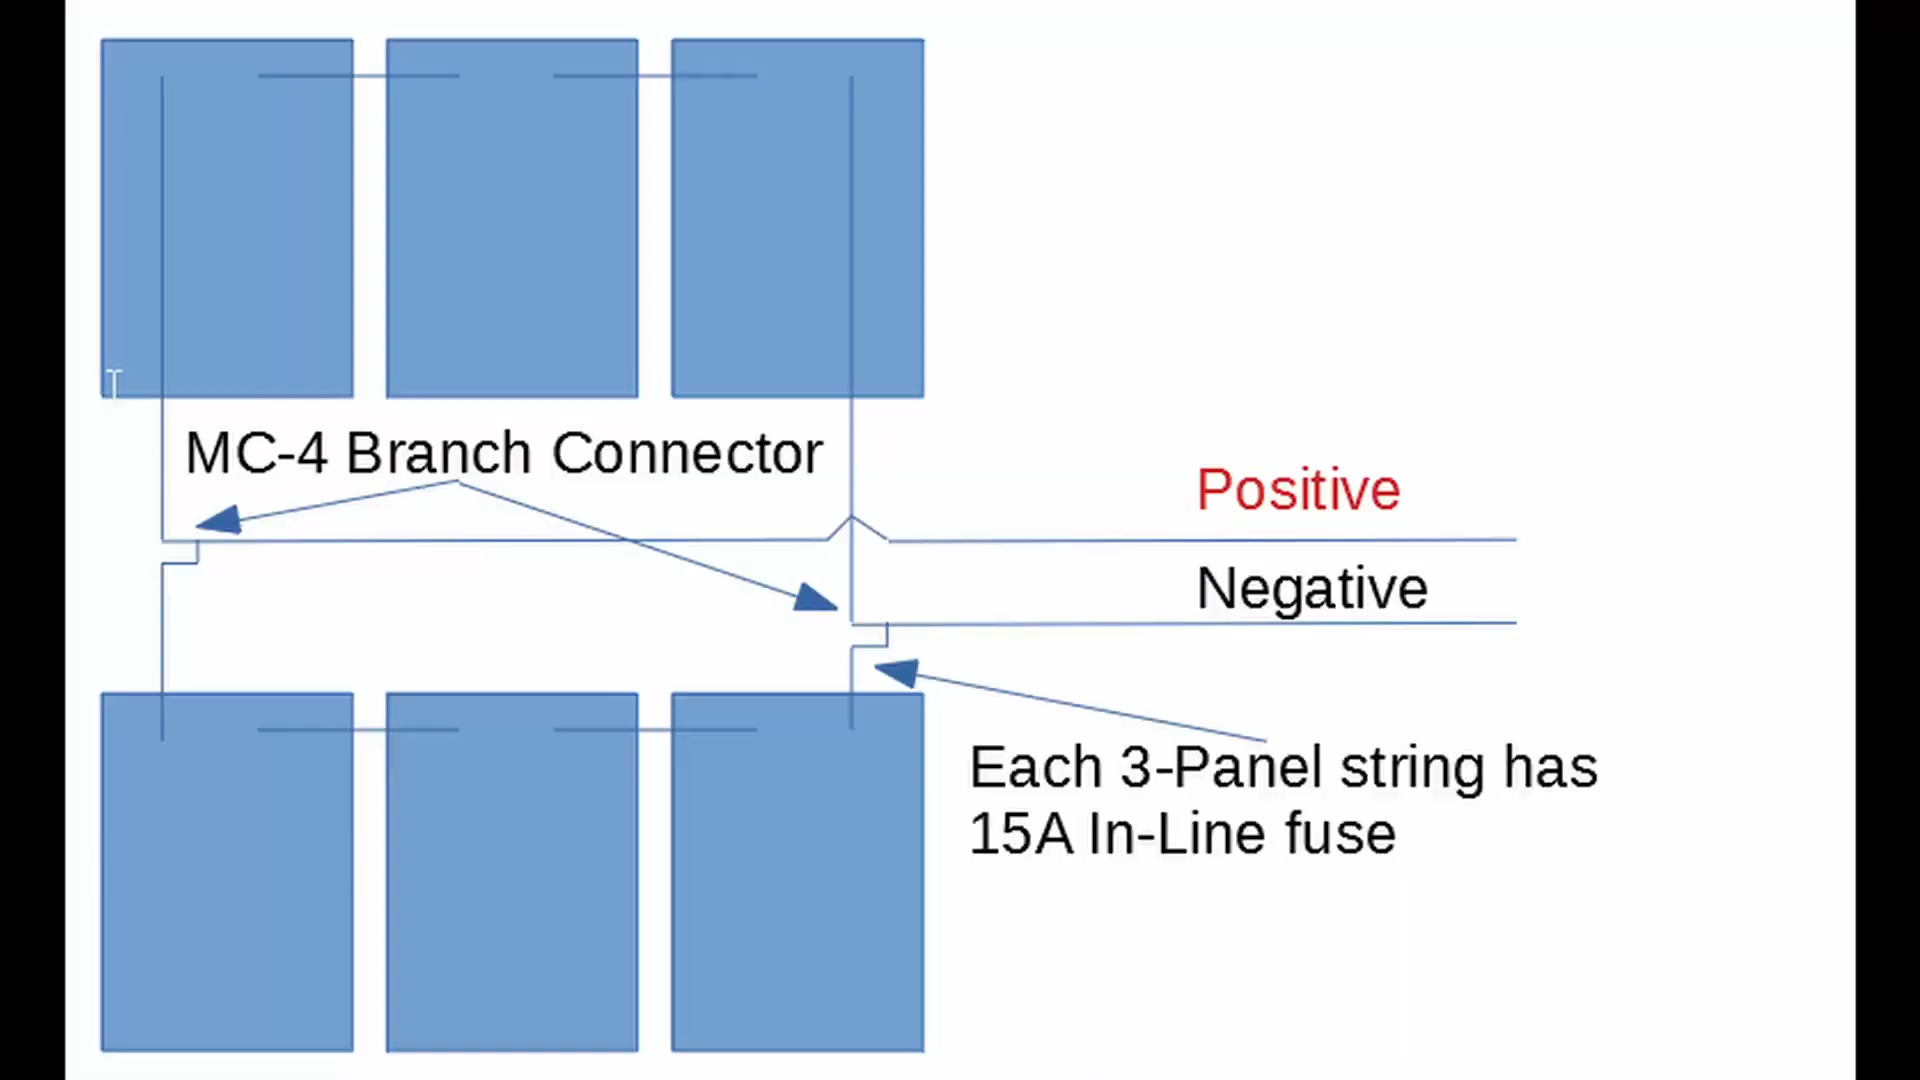 MC-4 Branch Connector
Positive
Negative
Each 3-Panel string has
15A In-Line fuse